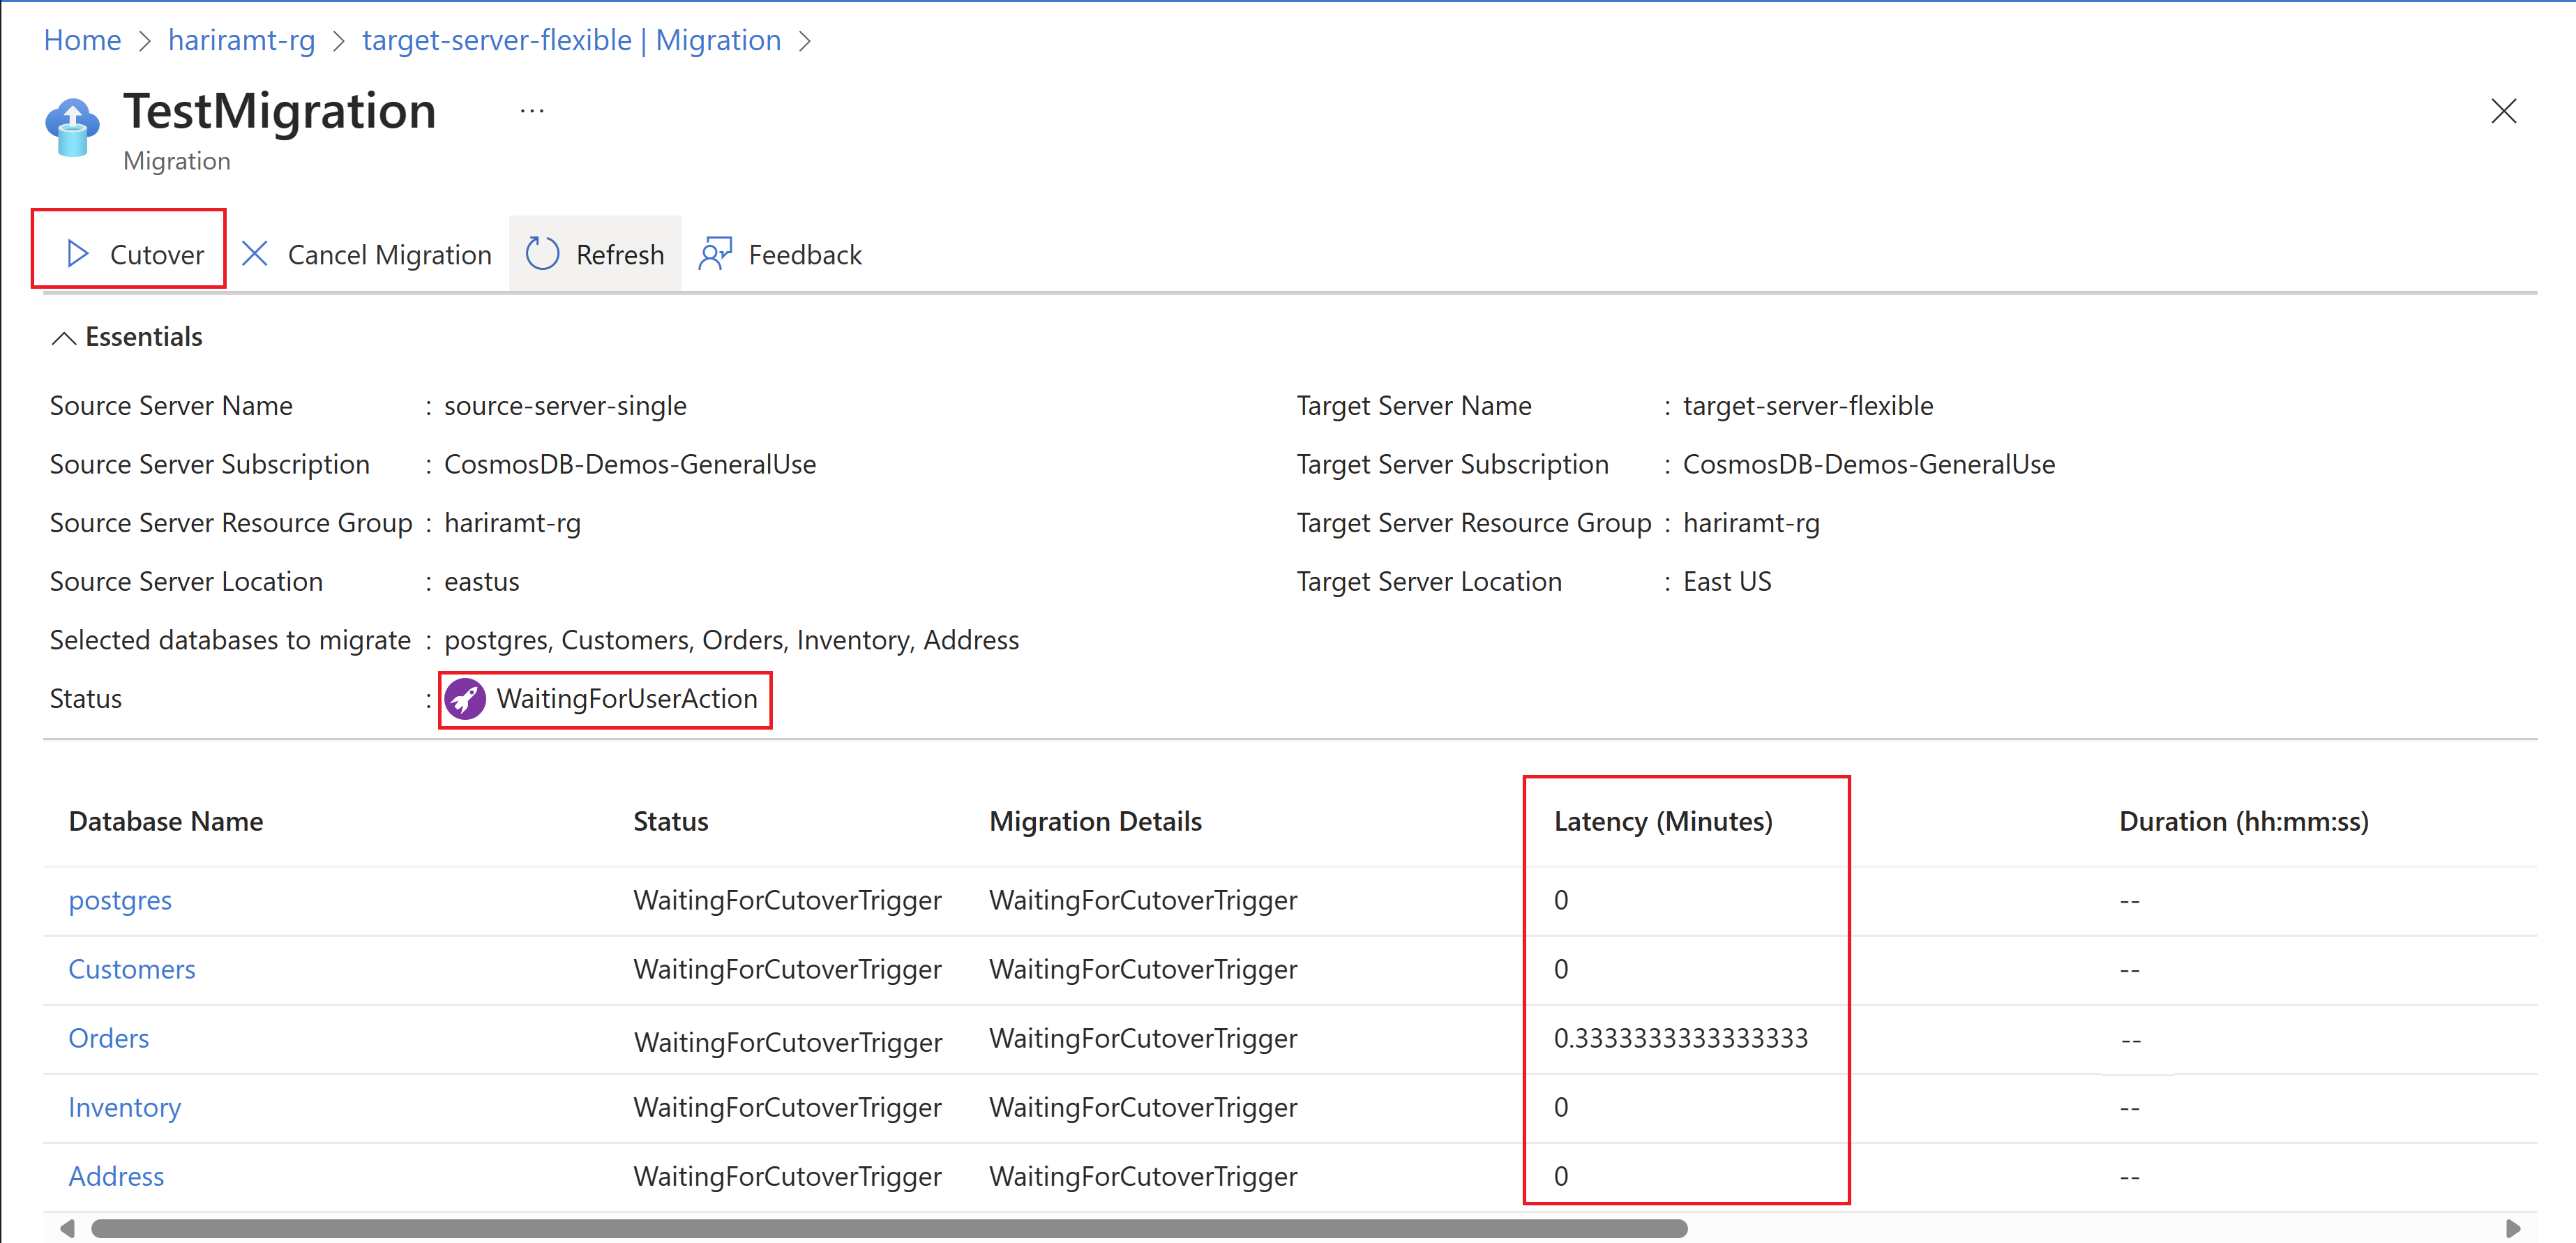 Home > hariramt-rg > target-server-flexible | Migration >
TestMigration ...
Migration
Cutover Cancel Migration Refresh Feedback
Essentials
Source Server Name : source-server-single Target Server Name : target-server-flexible
Source Server Subscription : CosmosDB-Demos-GeneralUse Target Server Subscription : CosmosDB-Demos-GeneralUse
Source Server Resource Group : hariramt-rg Target Server Resource Group : hariramt-rg
Source Server Location : eastus Target Server Location : East US
Selected databases to migrate : postgres, Customers, Orders, Inventory, Address
Status : WaitingForUserAction
Database Name Status Migration Details Latency (Minutes) Duration (hh:mm:ss)
postgres WaitingForCutoverTrigger WaitingForCutoverTrigger 0 --
Customers WaitingForCutoverTrigger WaitingForCutoverTrigger 0 --
Orders WaitingForCutoverTrigger WaitingForCutoverTrigger 0.3333333333333333 --
Inventory WaitingForCutoverTrigger WaitingForCutoverTrigger 0 --
Address WaitingForCutoverTrigger WaitingForCutoverTrigger 0 --